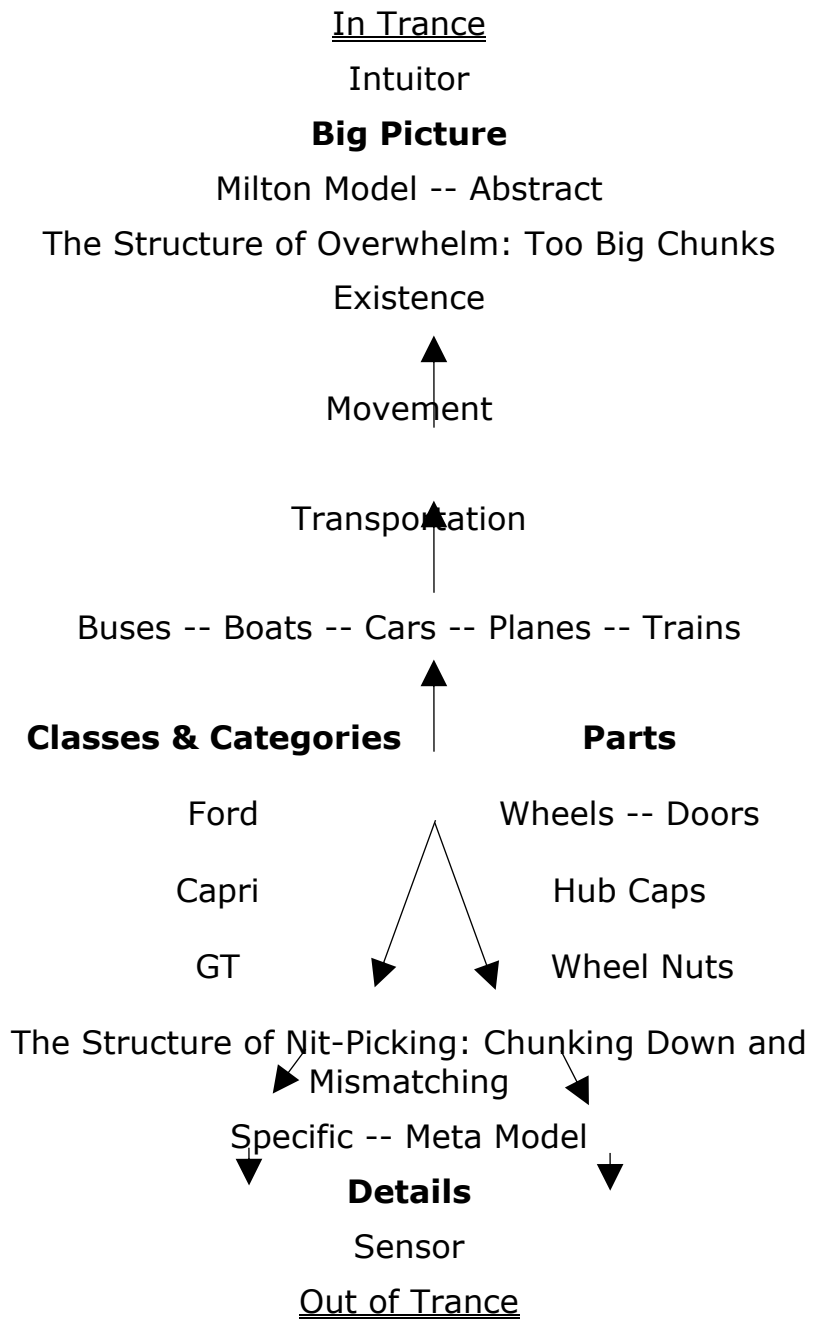 In Trance
Intuitor
Big Picture
Milton Model -- Abstract
The Structure of Overwhelm: Too Big Chunks
Existence
Movement
Transportation
Buses -- Boats -- Cars -- Planes -- Trains
Classes & Categories Parts
Ford Wheels -- Doors
Capri Hub Caps
GT Wheel Nuts
The Structure of Nit-Picking: Chunking Down and
Mismatching
Specific -- Meta Model
Details
Sensor
Out of Trance